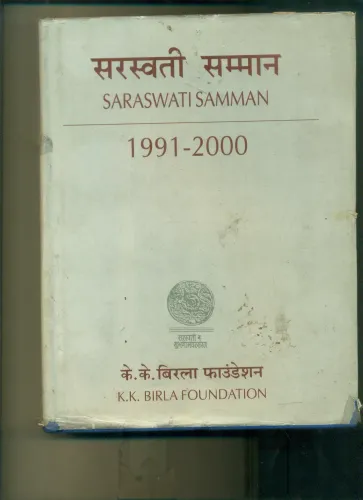 सरस्वती सम्मान
SARASWATI SAMMAN
1991-2000
के.के.बिरला फाउंडेशन
K.K. BIRLA FOUNDATION